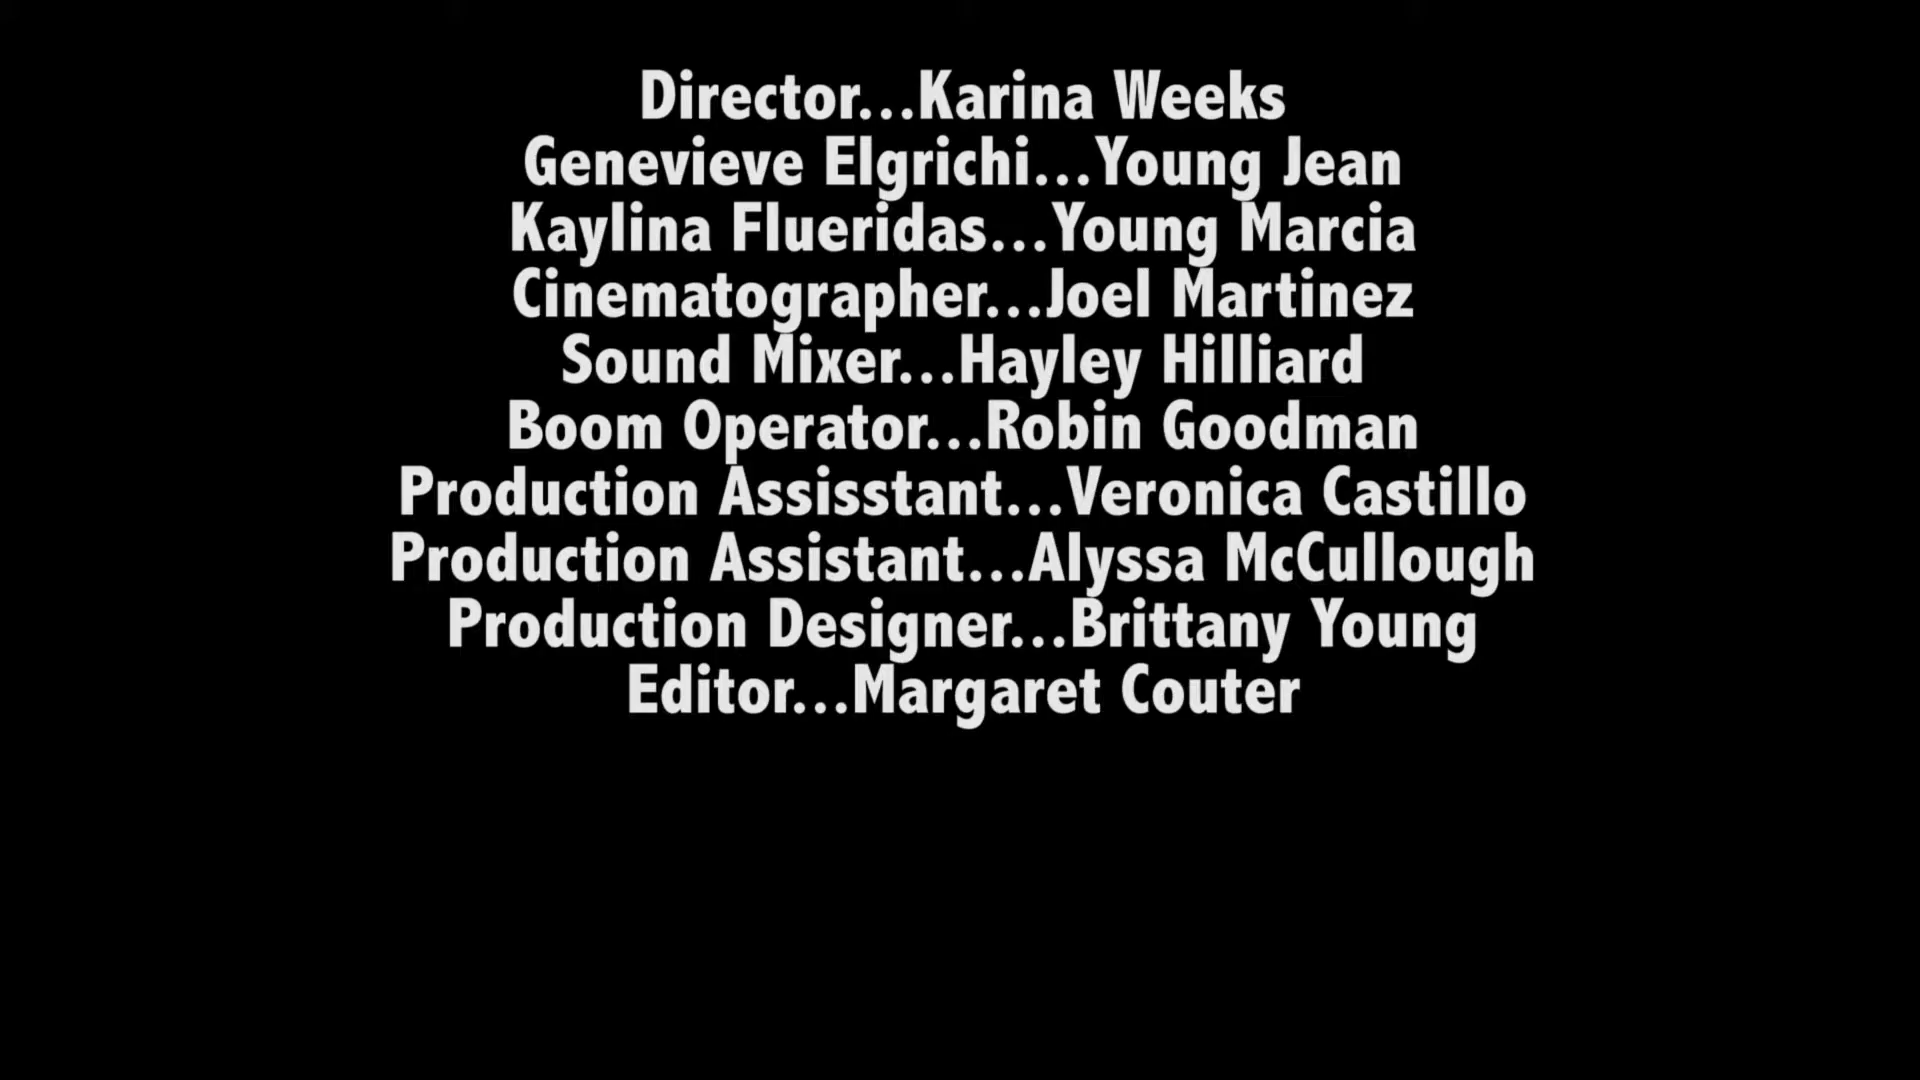 Director...Karina Weeks
Genevieve Elgrichi...Young Jean
Kaylina Flueridas...Young Marcia
Cinematographer...Joel Martinez
Sound Mixer...Hayley Hilliard
Boom Operator...Robin Goodman
Production Assisstant...Veronica Castillo
Production Assistant...Alyssa McCullough
Production Designer...Brittany Young
Editor...Margaret Couter